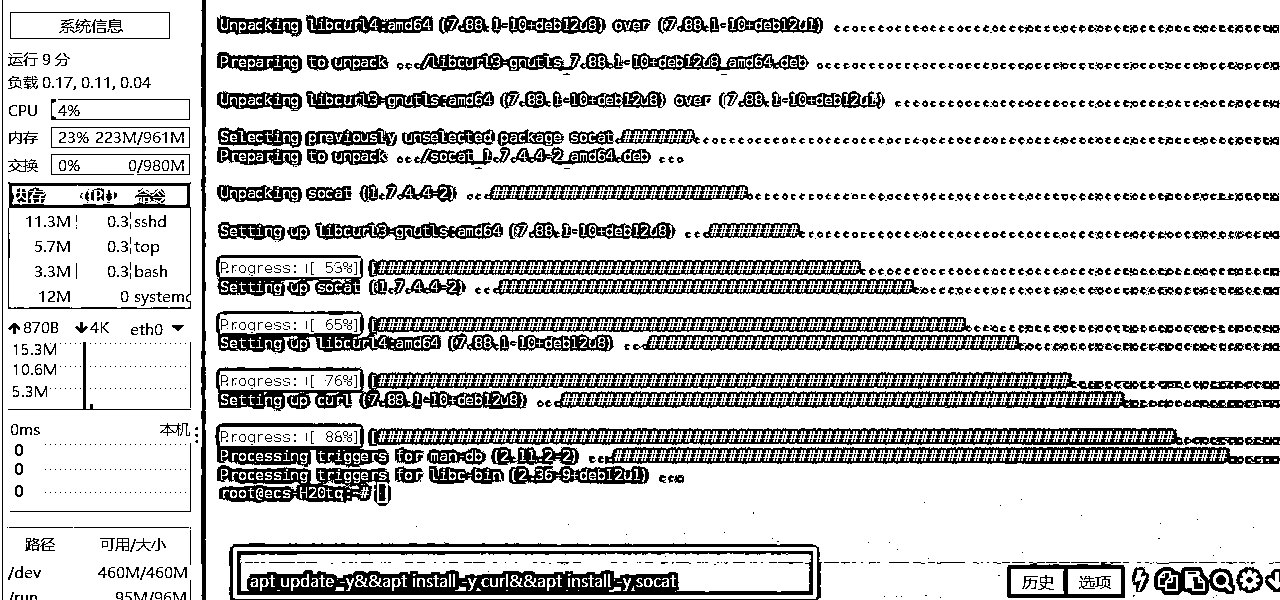 系统信息
运行 9 分
负载 0.17, 0.11, 0.04
CPU 4%
内存 23% 223M/961M
交换 0% 0/980M
内存 CPU 命令
11.3M 0.3 sshd
5.7M 0.3 top
3.3M 0.3 bash
12M 0 systemd
↑870B ↓4K eth0
15.3M
10.6M
5.3M
0ms 本机
0
0
0
路径 可用/大小
/dev 460M/460M
/run 95M/96M
Unpacking libcurl4:amd64 (7.88.1-10+deb12u8) over (7.88.1-10+deb12u1) ...
Preparing to unpack .../libcurl3-gnutls_7.88.1-10+deb12u8_amd64.deb ...
Unpacking libcurl3-gnutls:amd64 (7.88.1-10+deb12u8) over (7.88.1-10+deb12u1) ...
Selecting previously unselected package socat.########
Preparing to unpack .../socat_1.7.4.4-2_amd64.deb ...
Unpacking socat (1.7.4.4-2) ...
Setting up libcurl3-gnutls:amd64 (7.88.1-10+deb12u8) ...
Progress: [ 53%]
Setting up socat (1.7.4.4-2) ...
Progress: [ 65%]
Setting up libcurl4:amd64 (7.88.1-10+deb12u8) ...
Progress: [ 76%]
Setting up curl (7.88.1-10+deb12u8) ...
Progress: [ 88%]
Processing triggers for man-db (2.11.2-2) ...
Processing triggers for libc-bin (2.36-9+deb12u1) ...
root@ecs-H20tq:~#
apt update -y&&apt install -y curl&&apt install -y socat
历史 选项